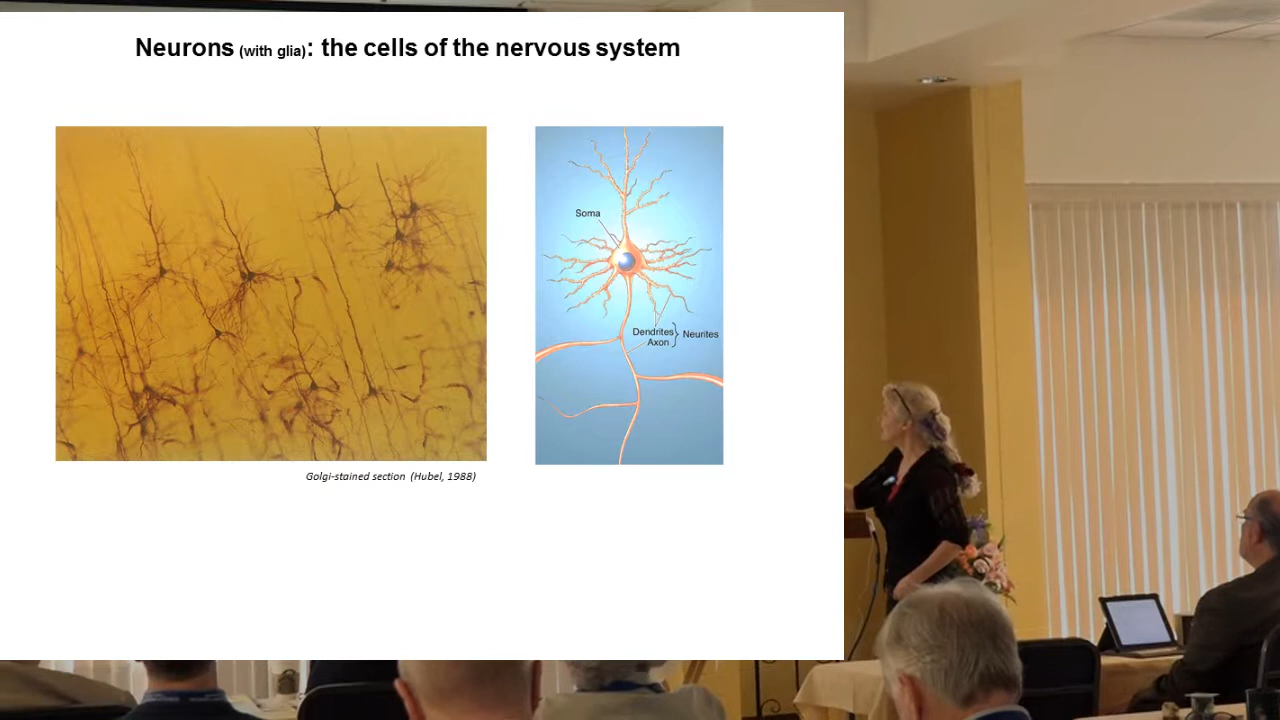 Neurons (with glia): the cells of the nervous system
Soma
Dendrites
Axon
} Neurites
Golgi-stained section (Hubel, 1988)